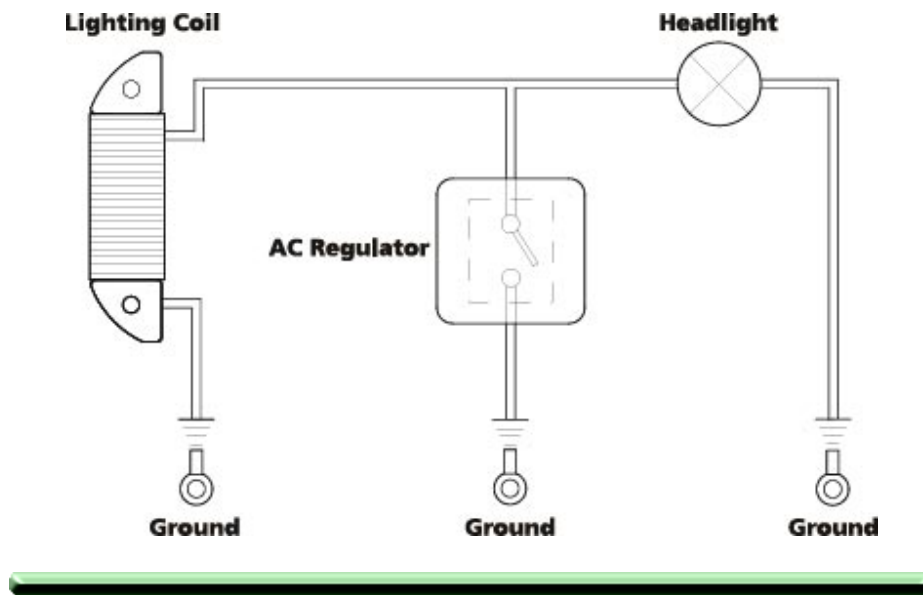 Lighting Coil
Headlight
AC Regulator
Ground
Ground
Ground